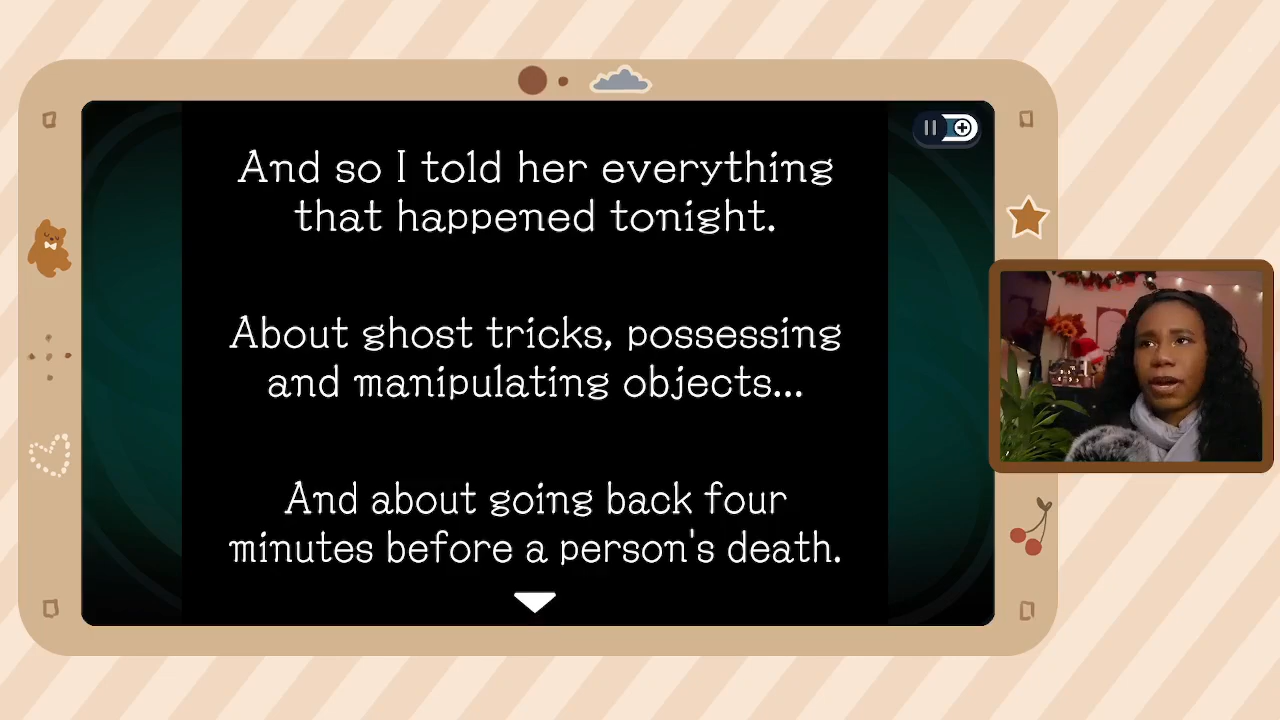 And so I told her everything
that happened tonight.
About ghost tricks, possessing
and manipulating objects...
And about going back four
minutes before a person's death.